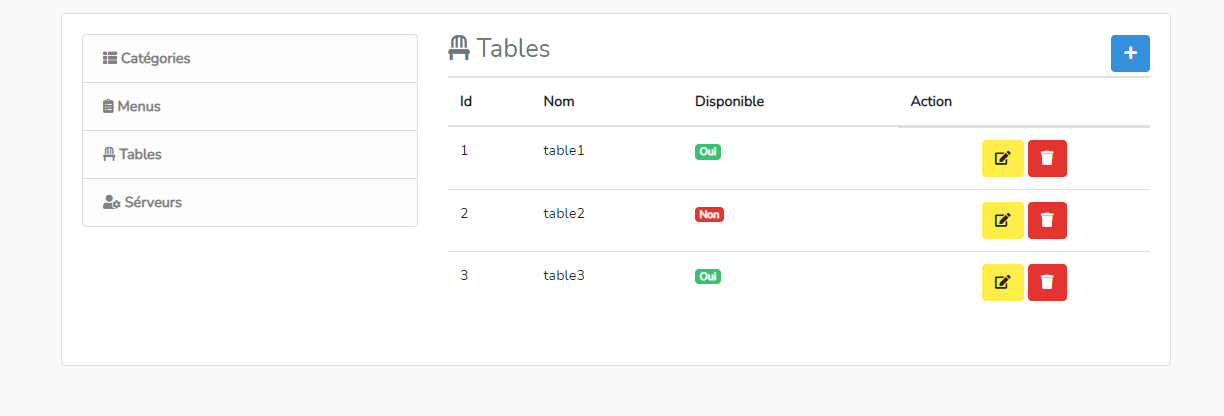 Catégories
Menus
Tables
Sérveurs
Tables
Id Nom Disponible Action
1 table1 Oui
2 table2 Non
3 table3 Oui